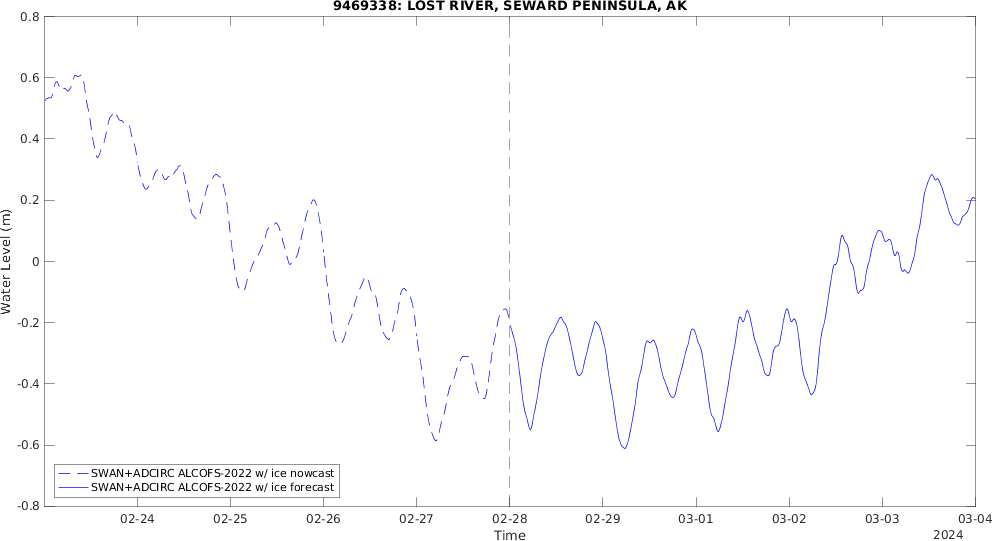 9469338: LOST RIVER, SEWARD PENINSULA, AK
0.8
0.6
0.4
0.2
0
-0.2
-0.4
-0.6
-0.8
Water Level (m)
SWAN+ADCIRC ALCOFS-2022 w/ ice nowcast
SWAN+ADCIRC ALCOFS-2022 w/ ice forecast
02-24 02-25 02-26 02-27 02-28 02-29 03-01 03-02 03-03 03-04
Time
2024